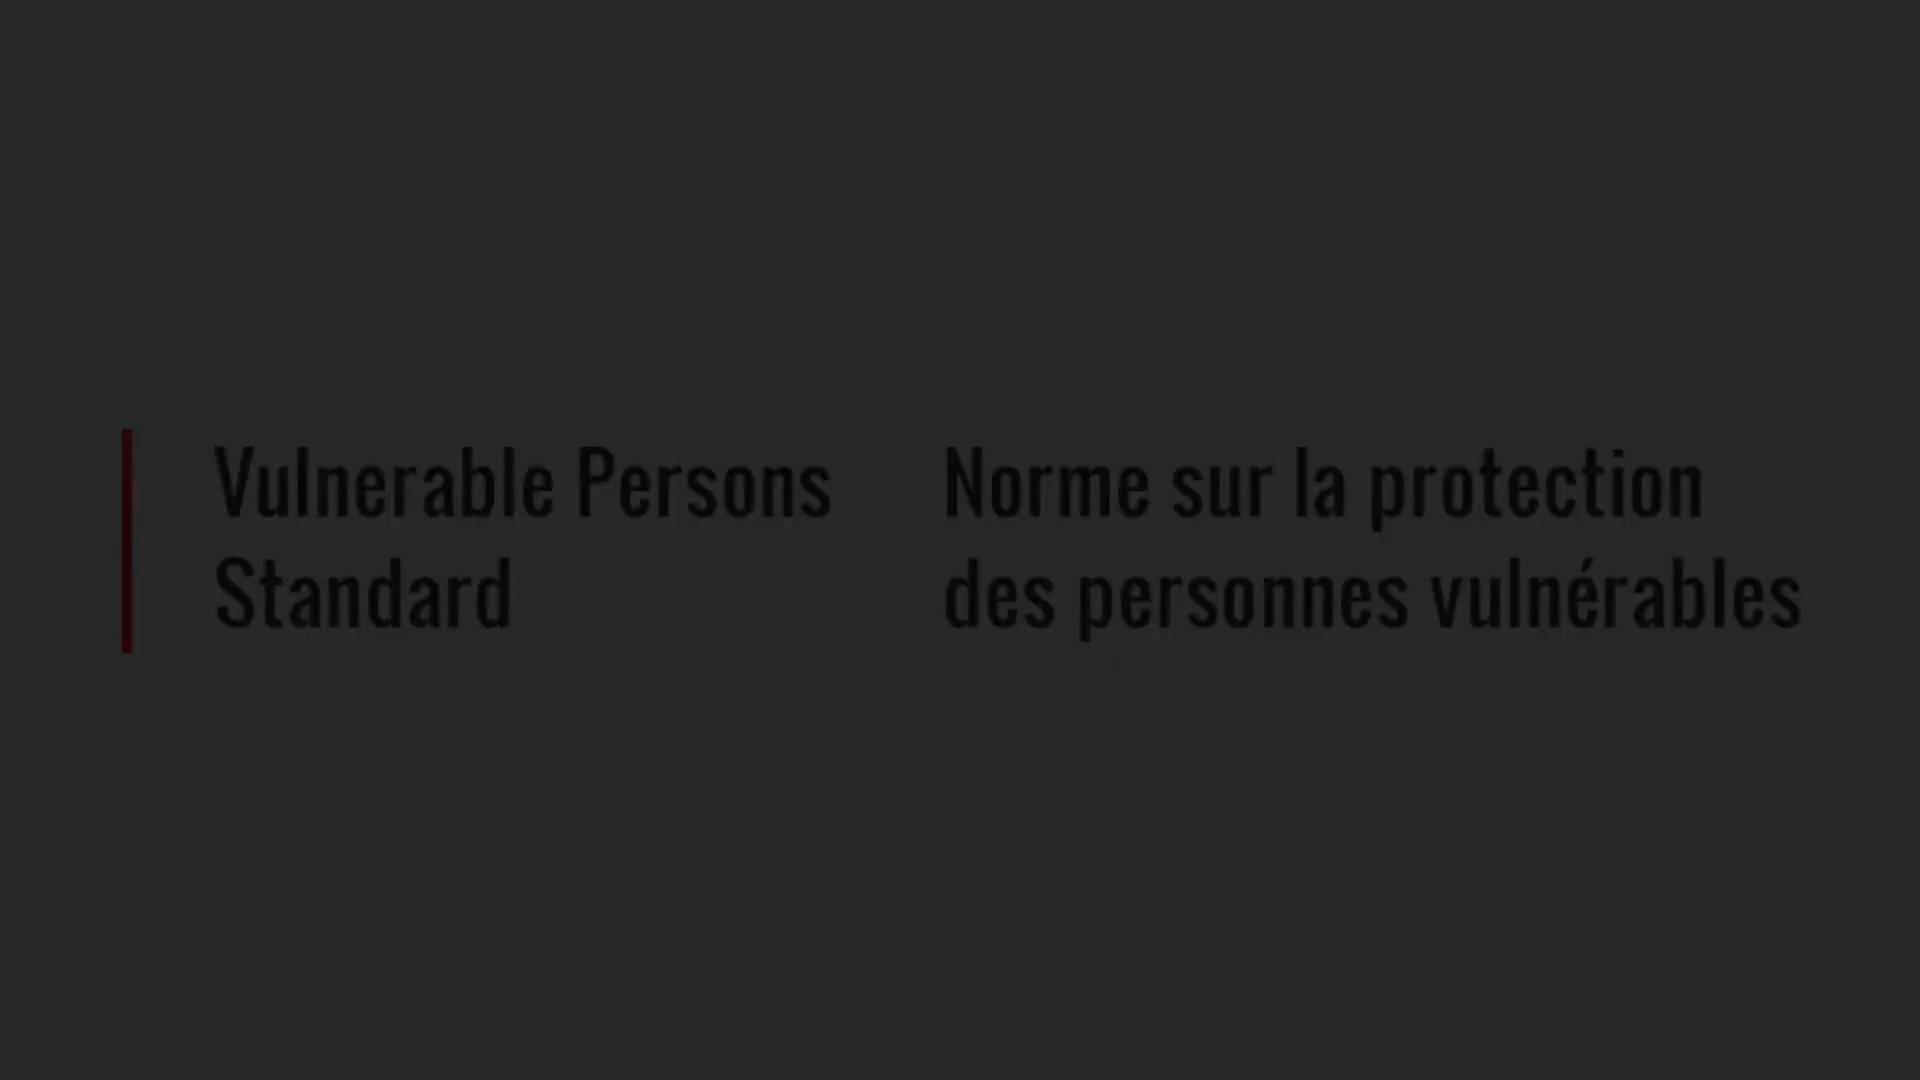 Vulnerable Persons
Standard
Norme sur la protection
des personnes vulnérables